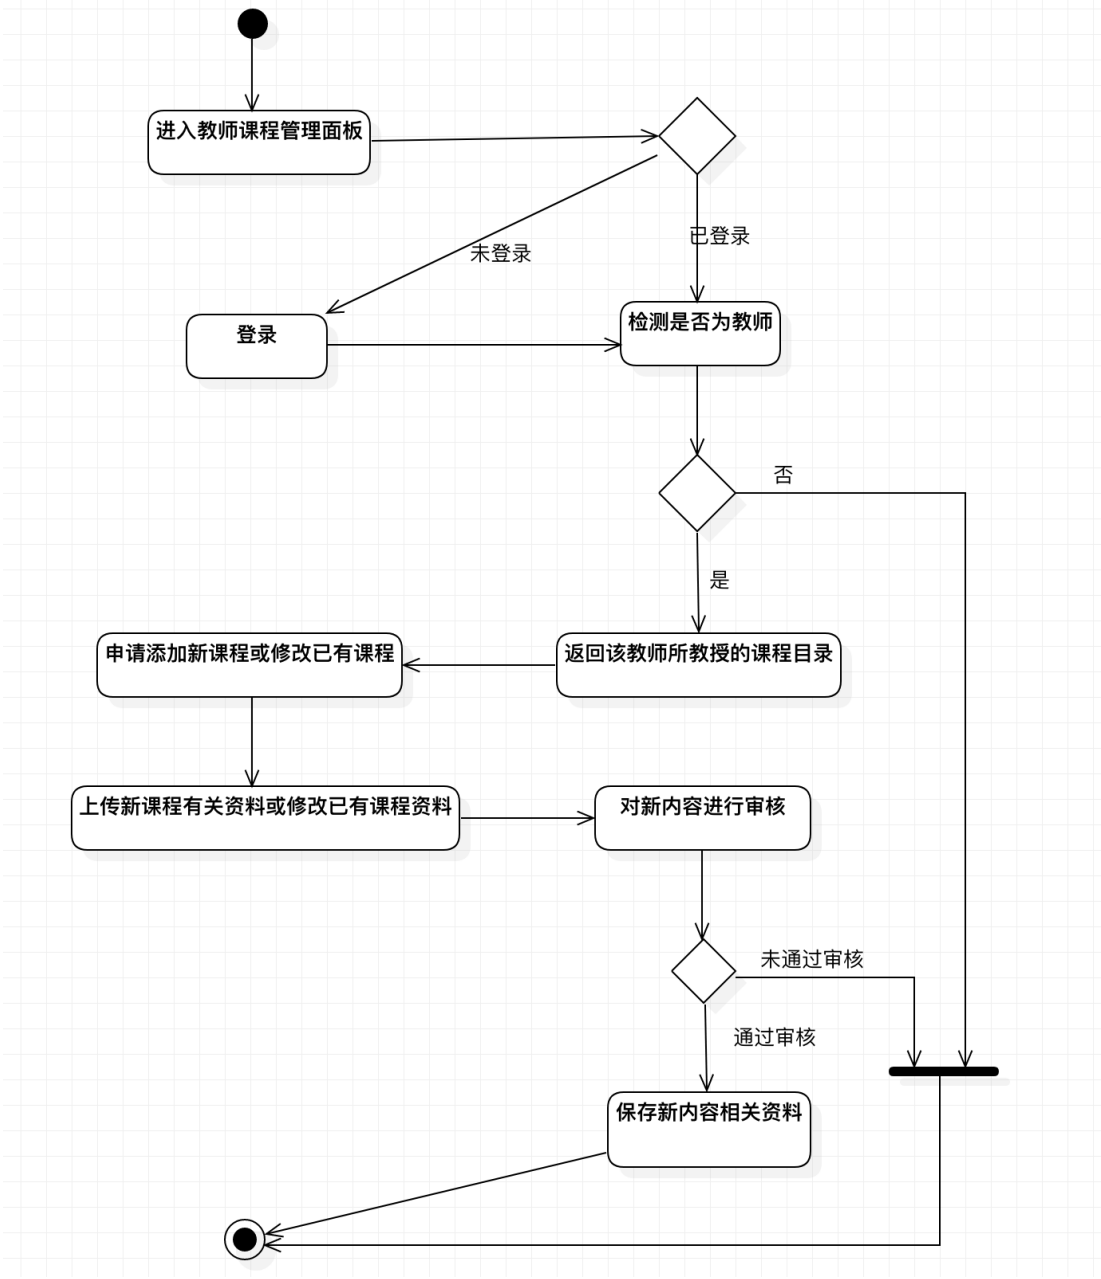 进入教师课程管理面板
已登录
未登录
登录
检测是否为教师
否
是
返回该教师所教授的课程目录
申请添加新课程或修改已有课程
上传新课程有关资料或修改已有课程资料
对新内容进行审核
未通过审核
通过审核
保存新内容相关资料